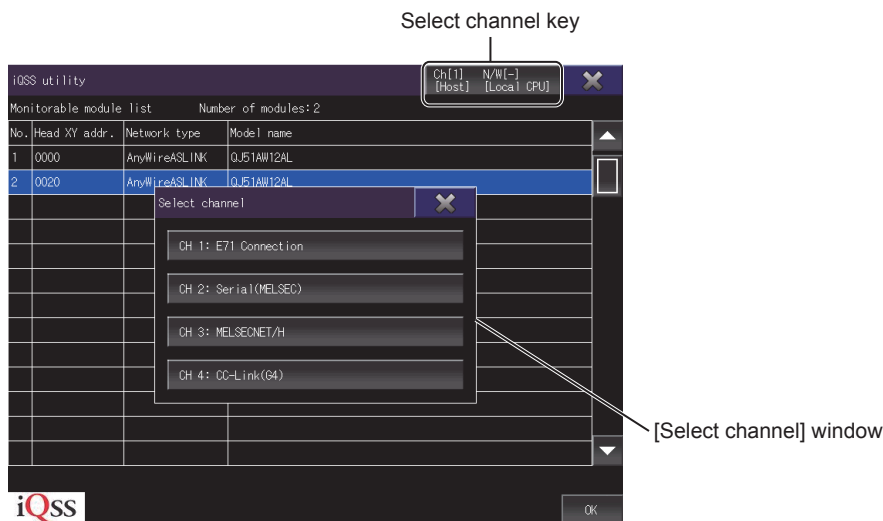 Select channel key
iQSS utility
Ch[1] N/W[-]
[Host] [Local CPU]
Monitorable module list Number of modules:2
No. Head XY addr. Network type Model name
1 0000 AnyWireASLINK QJ51AW12AL
2 0020 AnyWireASLINK QJ51AW12AL
Select channel
CH 1: E71 Connection
CH 2: Serial(MELSEC)
CH 3: MELSECNET/H
CH 4: CC-Link(G4)
[Select channel] window
iQss
OK